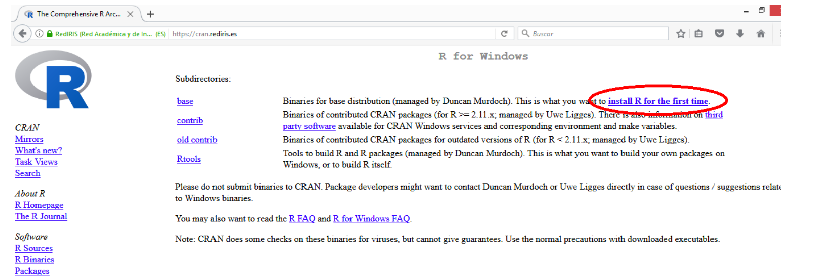 The Comprehensive R Arc...
RedIRIS (Red Académica y de In... (ES) https://cran.rediris.es
Buscar
R
R for Windows
Subdirectories:
base Binaries for base distribution (managed by Duncan Murdoch). This is what you want to install R for the first time.
contrib Binaries of contributed CRAN packages (for R >= 2.11.x; managed by Uwe Ligges). There is also information on third
party software available for CRAN Windows services and corresponding environment and make variables.
old contrib Binaries of contributed CRAN packages for outdated versions of R (for R < 2.11.x; managed by Uwe Ligges).
Rtools Tools to build R and R packages (managed by Duncan Murdoch). This is what you want to build your own packages on
Windows, or to build R itself.
Please do not submit binaries to CRAN. Package developers might want to contact Duncan Murdoch or Uwe Ligges directly in case of questions / suggestions relate
to Windows binaries.
You may also want to read the R FAQ and R for Windows FAQ.
Note: CRAN does some checks on these binaries for viruses, but cannot give guarantees. Use the normal precautions with downloaded executables.
CRAN
Mirrors
What's new?
Task Views
Search
About R
R Homepage
The R Journal
Software
R Sources
R Binaries
Packages